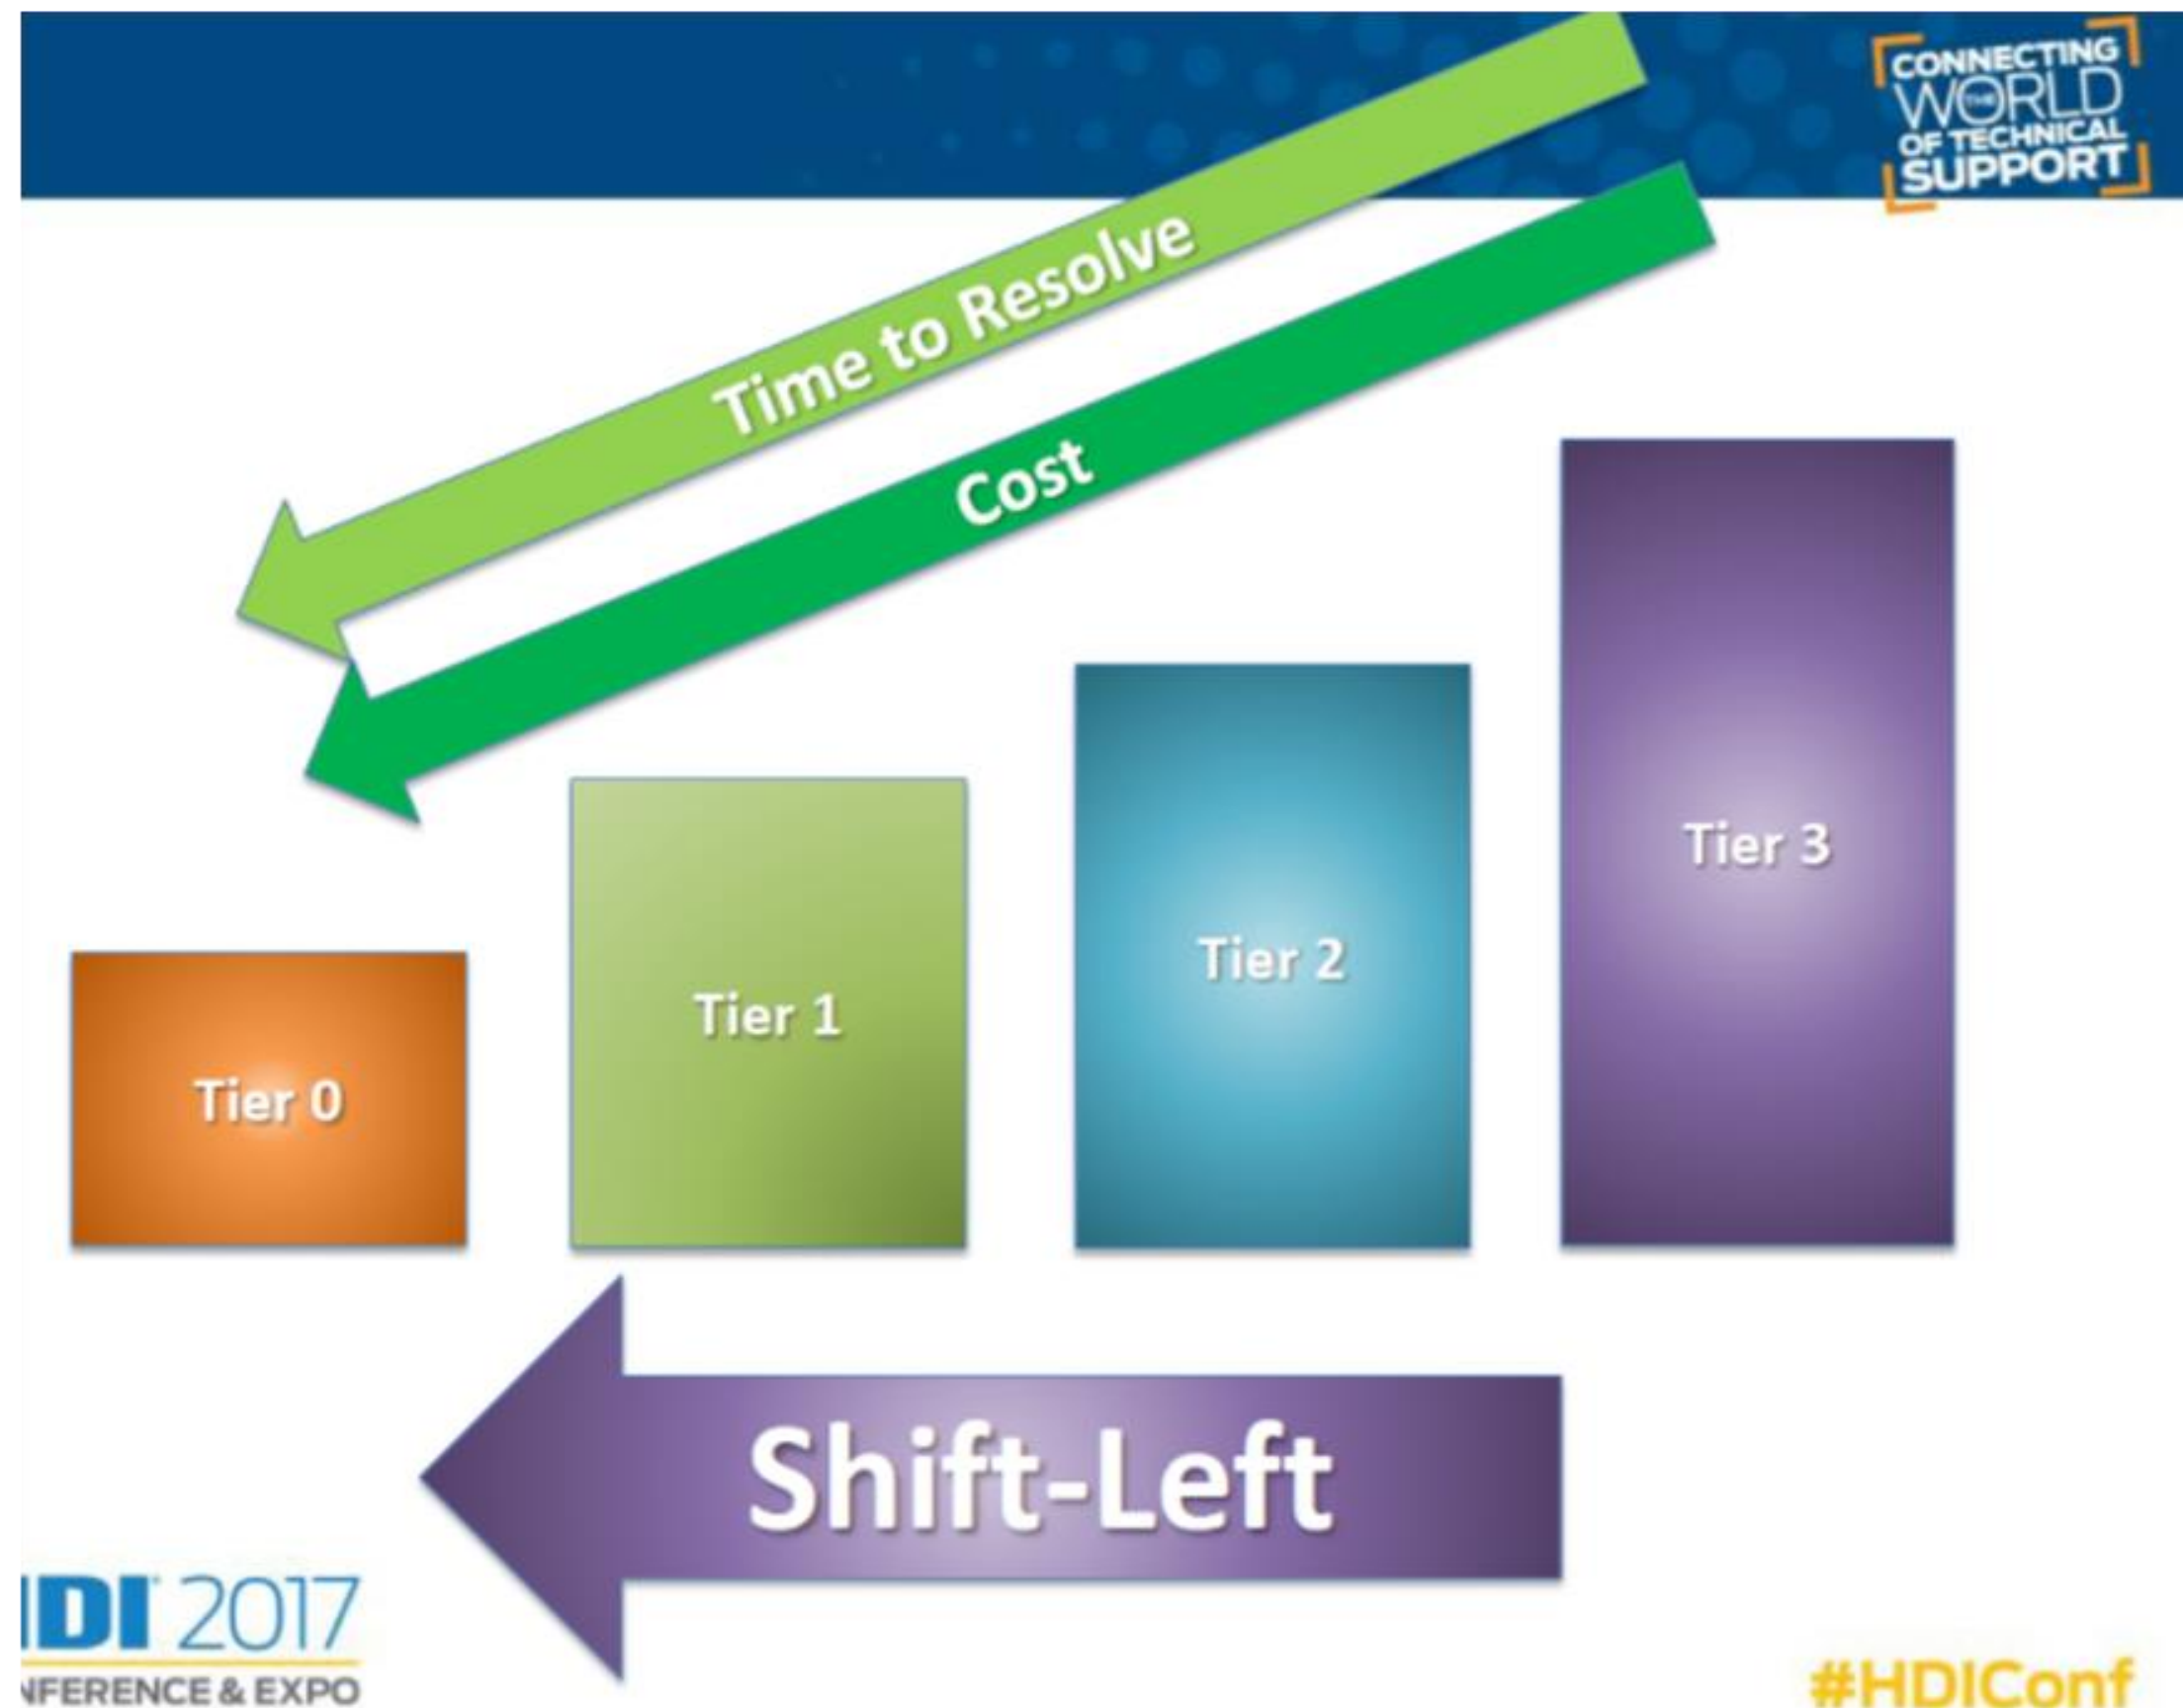 CONNECTING
THE
WORLD
OF TECHNICAL
SUPPORT
Time to Resolve
Cost
Tier 3
Tier 2
Tier 1
Tier 0
Shift-Left
DI 2017
NFERENCE & EXPO
#HDIConf